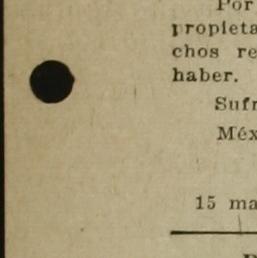 Por
propieta
chos re
haber.
Sufr
Méx
15 ma